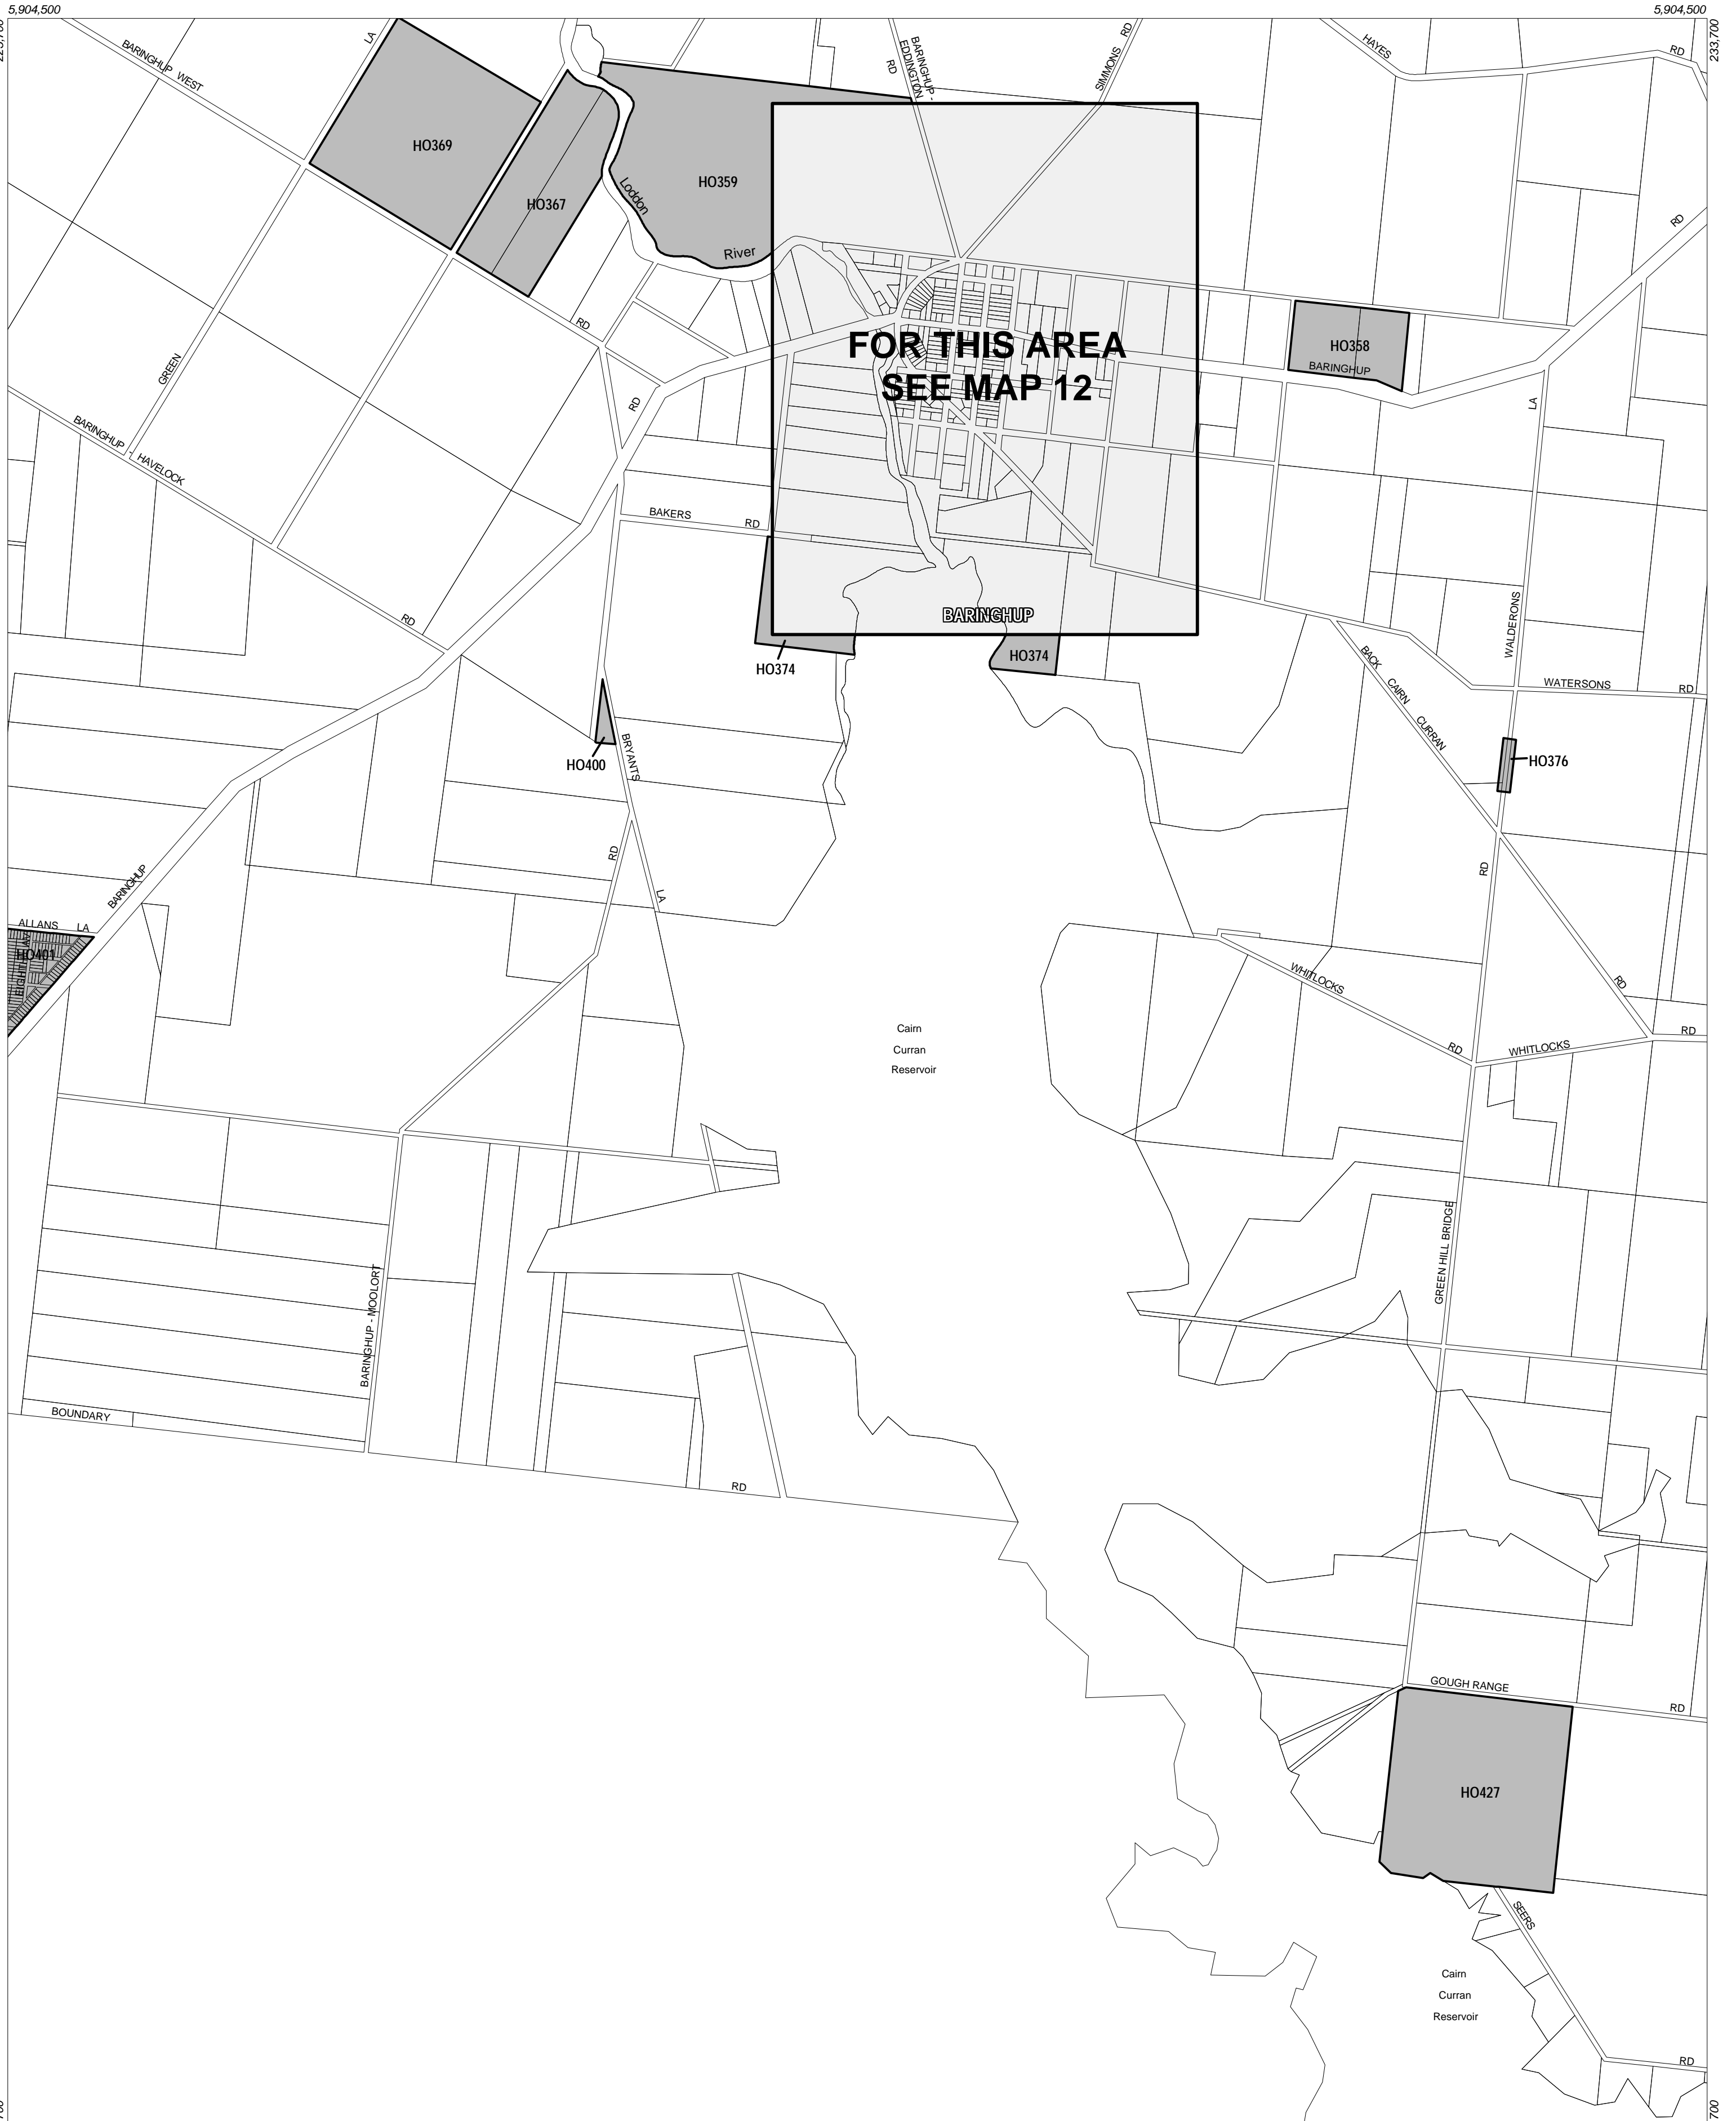 5,904,500
5,904,500
233,700
BARINGHUP WEST
LA
BARINGHUP -
EDDINGTON
RD
SIMMONS RD
HAYES
RD
HO369
HO367
HO359
Loddon
River
RD
RD
GREEN
RD
RD
FOR THIS AREA
SEE MAP 12
HO358
BARINGHUP
LA
BARINGHUP
HAVELOCK
RD
BAKERS
RD
BARINGHUP
WALDERONS
HO374
HO374
BACK CAIRN CURRAN
WATERSONS
RD
HO400
BRYANTS
HO376
RD
LA
RD
BARINGHUP
ALLANS LA
HO401
WHITLOCKS
RD
RD
WHITLOCKS
RD
Cairn
Curran
Reservoir
GREEN HILL BRIDGE
BARINGHUP - MOOLORT
BOUNDARY
RD
GOUGH RANGE
RD
HO427
SEERS
Cairn
Curran
Reservoir
RD